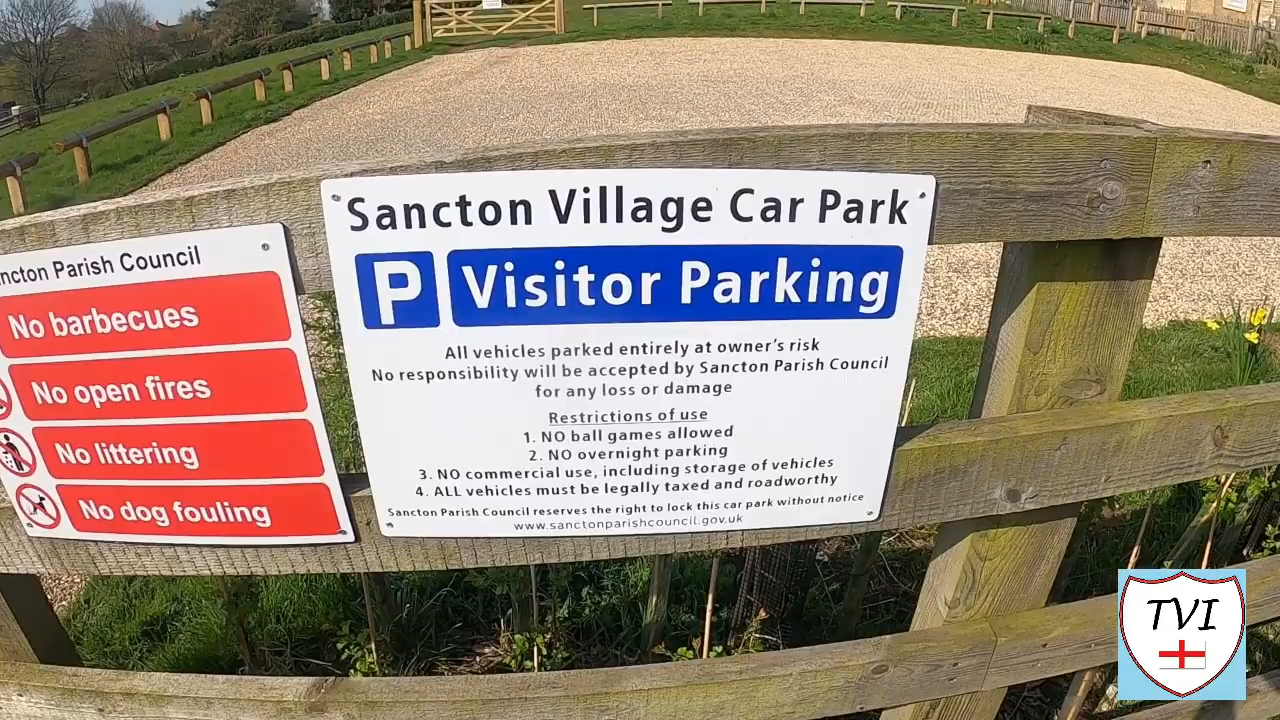 Parish Council
No barbecues
No open fires
No littering
No dog fouling
Sancton Village Car Park
P Visitor Parking
All vehicles parked entirely at owner's risk
No responsibility will be accepted by Sancton Parish Council
for any loss or damage
Restrictions of use
1. NO ball games allowed
2. NO overnight parking
3. NO commercial use, including storage of vehicles
4. ALL vehicles must be legally taxed and roadworthy
Sancton Parish Council reserves the right to lock this car park without notice
www.sanctonparishcouncil.gov.uk
TVI